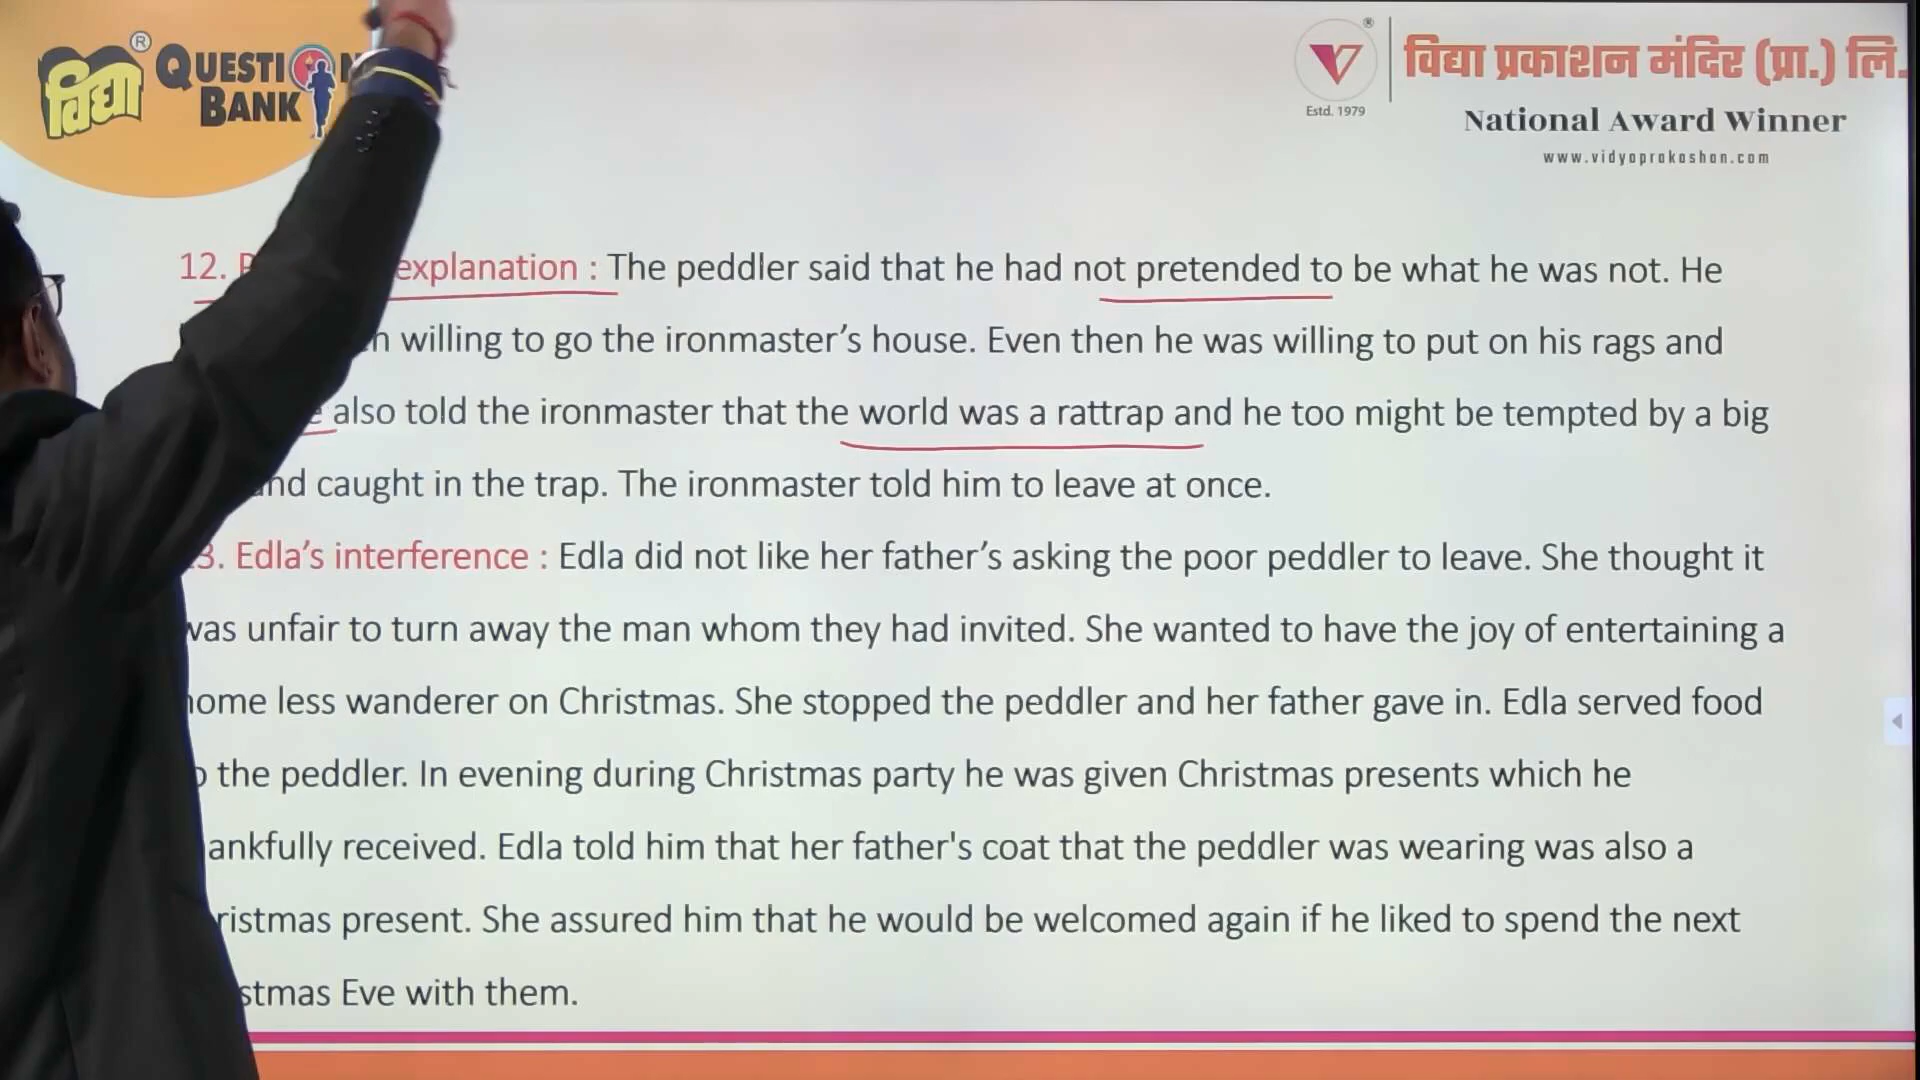 विद्या ® QUESTION
BANK
®
Estd. 1979
विद्या प्रकाशन मंदिर (प्रा.) लि.
National Award Winner
www.vidyaprakashan.com
12. explanation : The peddler said that he had not pretended to be what he was not. He
willing to go the ironmaster’s house. Even then he was willing to put on his rags and
also told the ironmaster that the world was a rattrap and he too might be tempted by a big
and caught in the trap. The ironmaster told him to leave at once.
13. Edla’s interference : Edla did not like her father’s asking the poor peddler to leave. She thought it
was unfair to turn away the man whom they had invited. She wanted to have the joy of entertaining a
home less wanderer on Christmas. She stopped the peddler and her father gave in. Edla served food
the peddler. In evening during Christmas party he was given Christmas presents which he
thankfully received. Edla told him that her father's coat that the peddler was wearing was also a
Christmas present. She assured him that he would be welcomed again if he liked to spend the next
Christmas Eve with them.